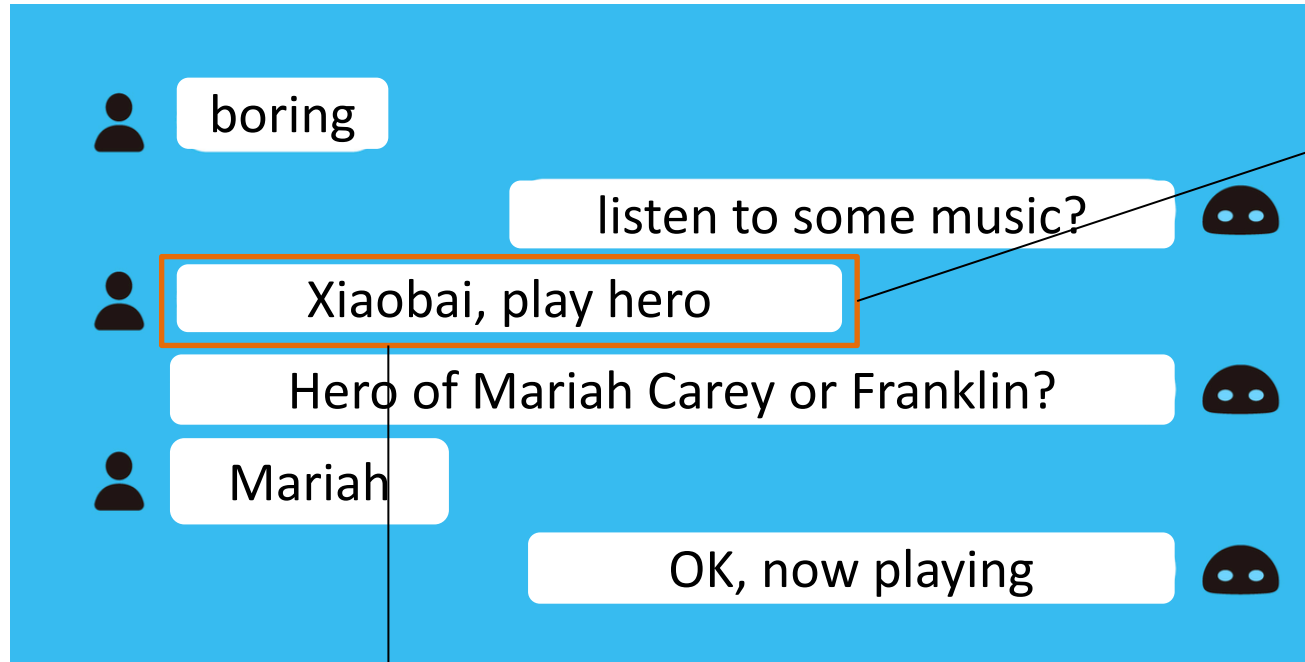 boring
listen to some music?
Xiaobai, play hero
Hero of Mariah Carey or Franklin?
Mariah
OK, now playing